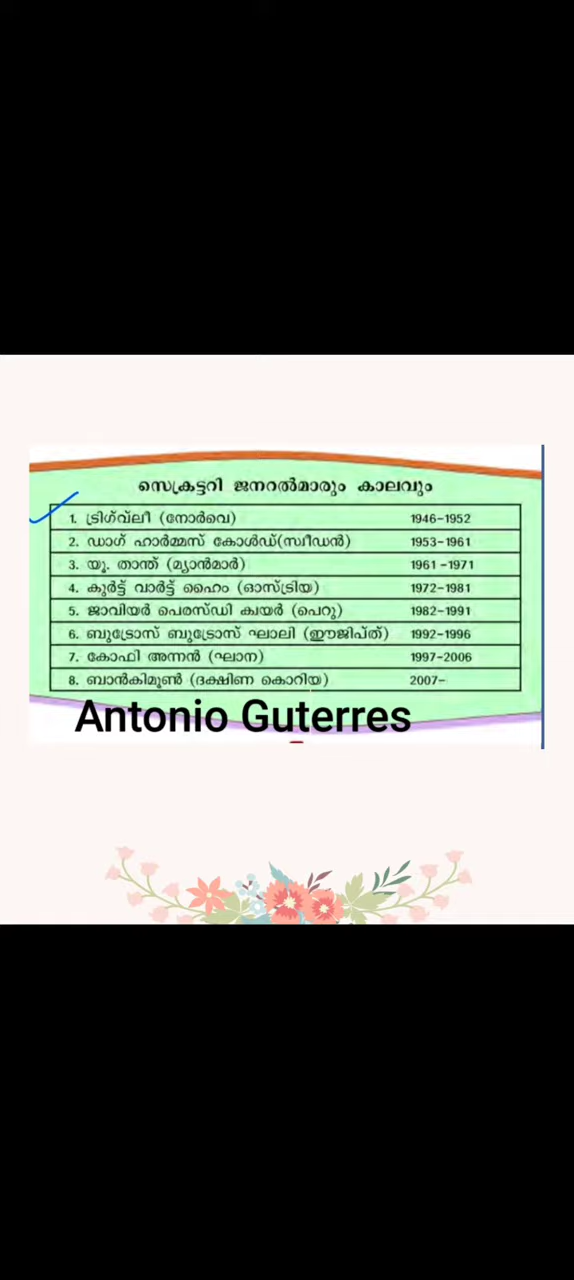 സെക്രട്ടറി ജനറൽമാരും കാലവും
1. ട്രിഗ്‌വ്‌ലീ (നോർവെ) 1946-1952
2. ഡാഗ് ഹാർമ്മസ് കോൾഡ്(സ്വീഡൻ) 1953-1961
3. യൂ. താന്ത് (മ്യാൻമാർ) 1961 -1971
4. കുർട്ട് വാർട്ട് ഹൈം (ഓസ്ട്രിയ) 1972-1981
5. ജാവിയർ പെരസ്ഡി ക്വയർ (പെറു) 1982-1991
6. ബുട്രോസ് ബുട്രോസ് ഘാലി (ഈജിപ്ത്) 1992-1996
7. കോഫി അന്നൻ (ഘാന) 1997-2006
8. ബാൻകിമൂൺ (ദക്ഷിണ കൊറിയ) 2007-
Antonio Guterres